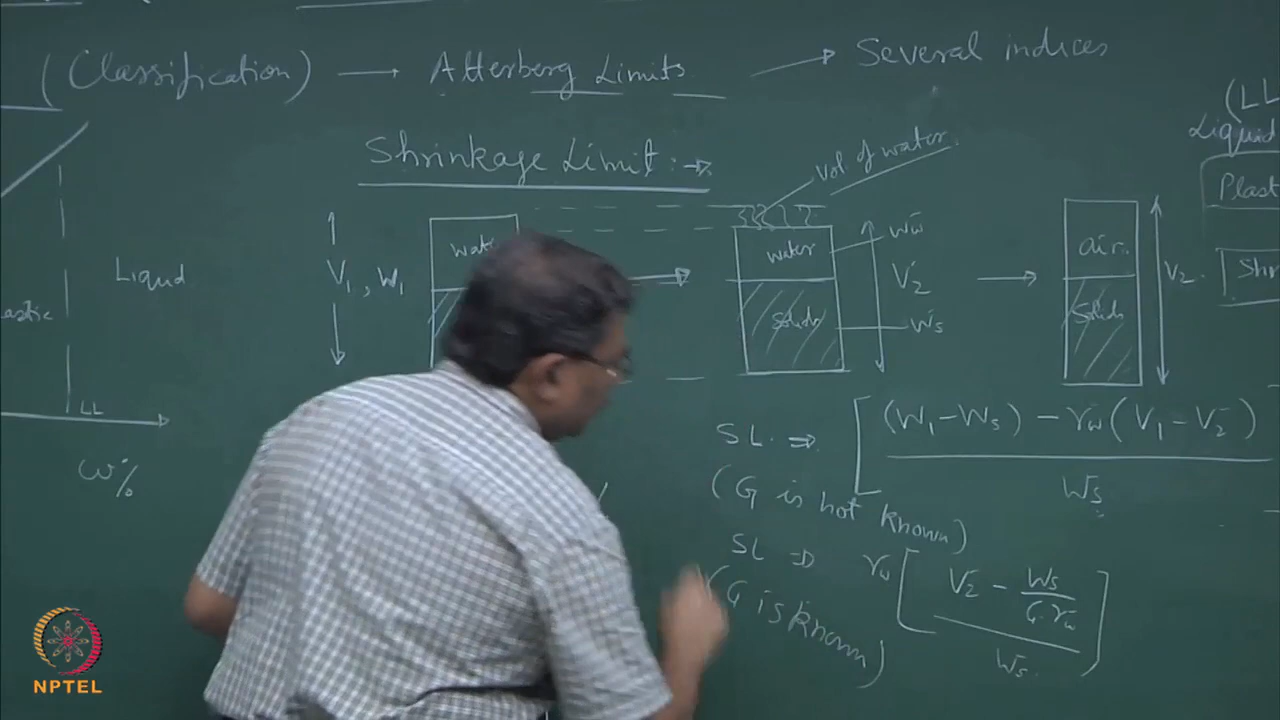 (Classification) → Atterberg Limits → Several indices
Shrinkage Limit :→
Vol. of water
(LL
Liquid
Plast
Shr
Liquid
astic
LL
w%
V₁, W₁
wate
water
Solids
Ww
V₂
Ws
air
Solids
V₂
SL. ⇒ [(W₁ − Ws) − γw (V₁ − V₂) / Ws
(G is not known)
SL ⇒ γw [V₂ − Ws / G.γw / Ws.]
(G is known)
NPTEL